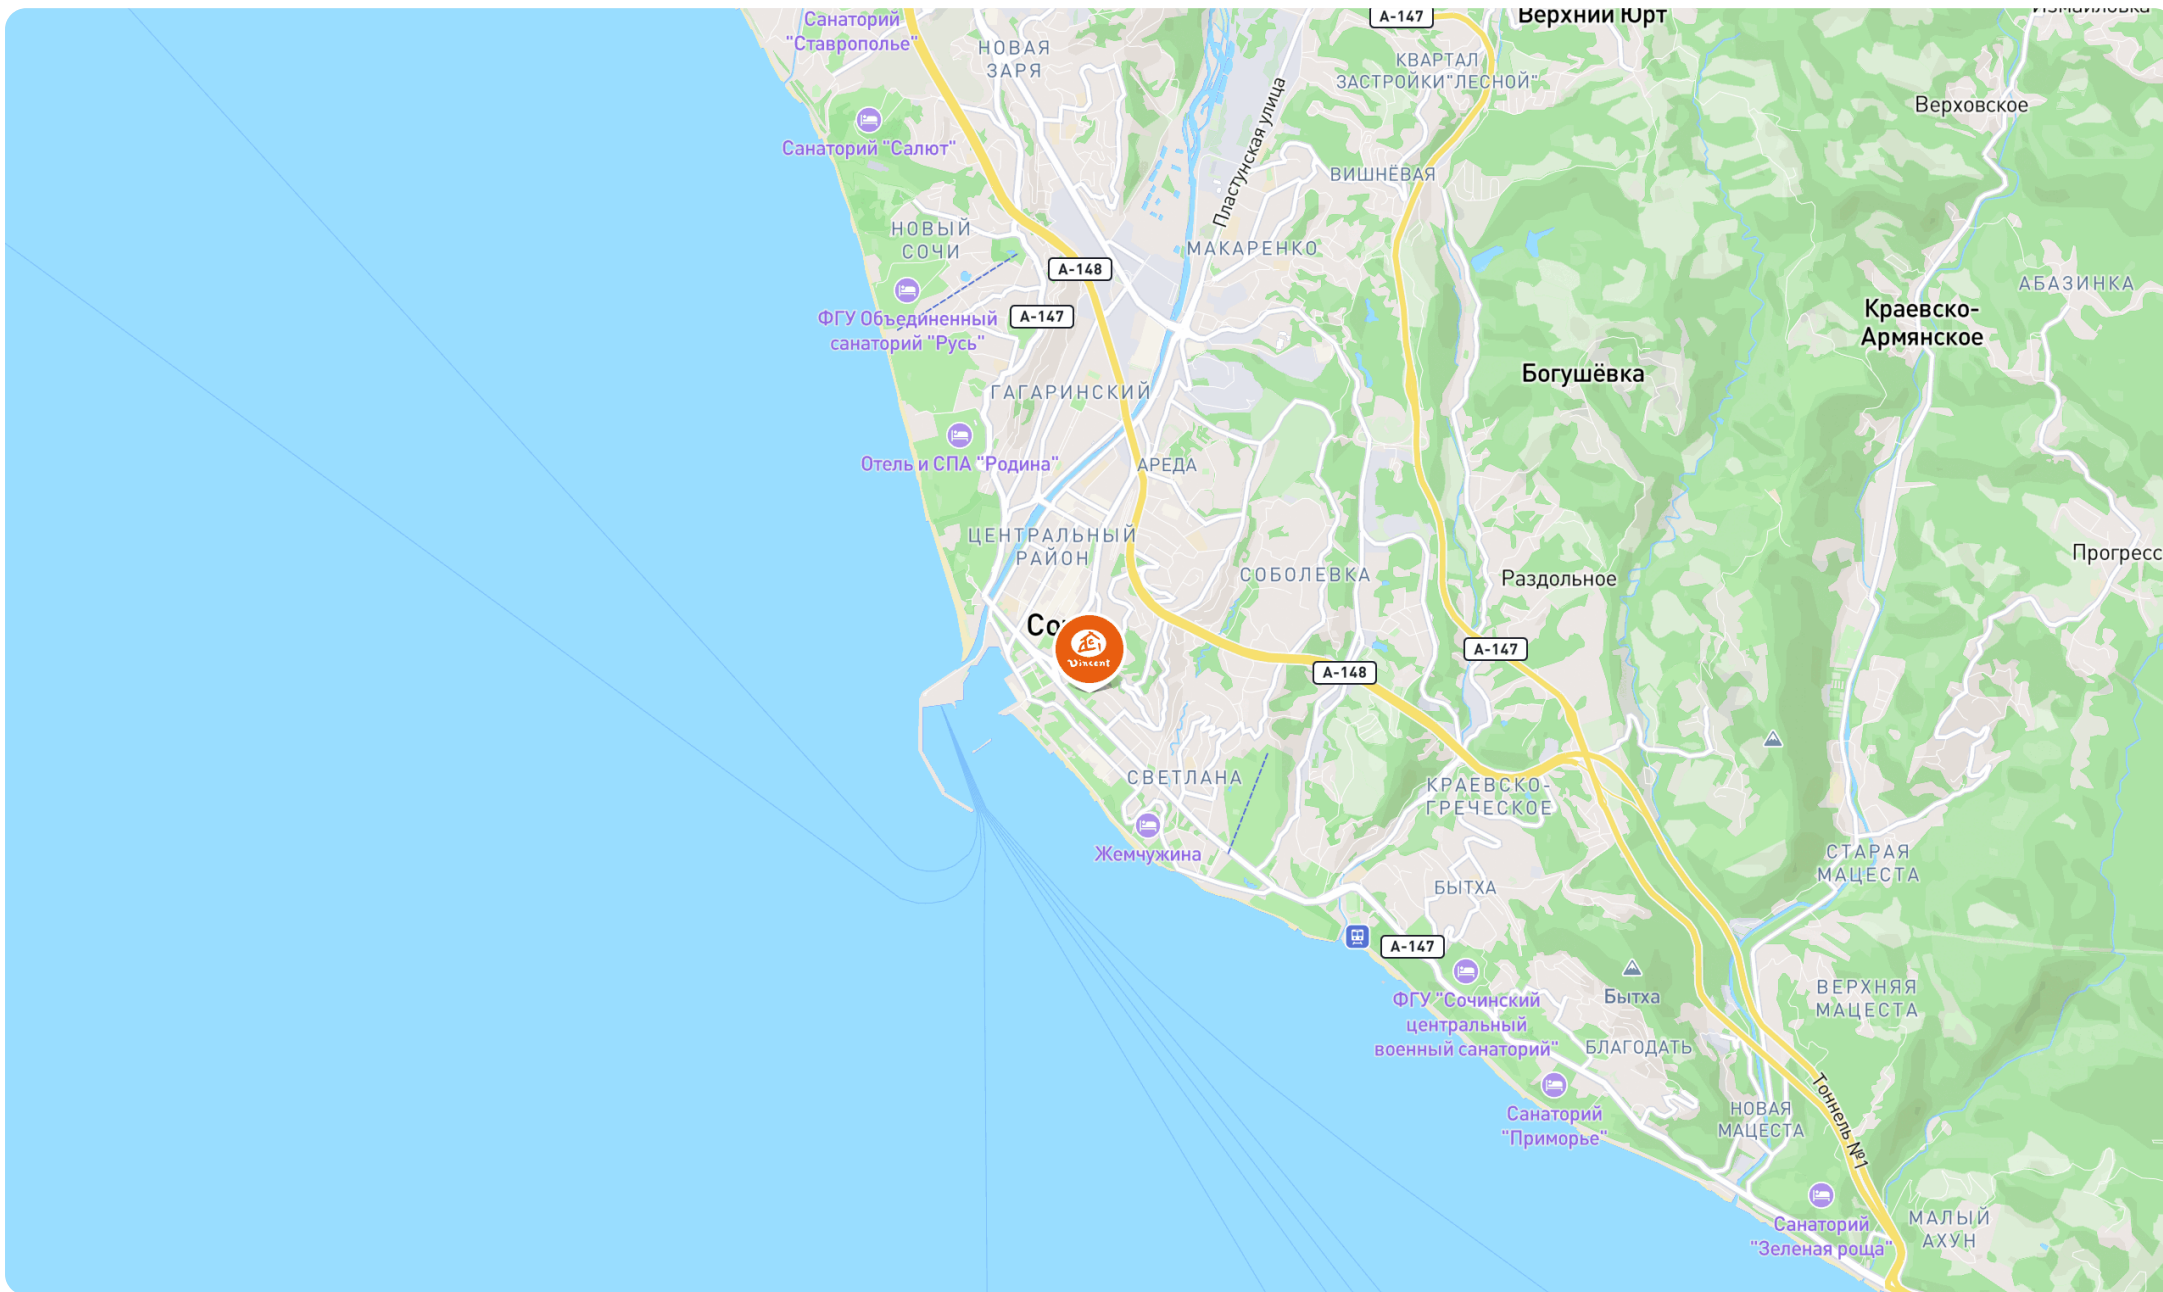 Санаторий
"Ставрополье"
НОВАЯ
ЗАРЯ
А-147
Верхний Юрт
Измайловка
КВАРТАЛ
ЗАСТРОЙКИ"ЛЕСНОЙ"
Верховское
Санаторий "Салют"
Пластунская улица
ВИШНЁВАЯ
НОВЫЙ
СОЧИ
МАКАРЕНКО
А-148
АБАЗИНКА
А-147
ФГУ Объединенный
санаторий "Русь"
Краевско-
Армянское
Богушёвка
ГАГАРИНСКИЙ
Отель и СПА "Родина"
АРЕДА
ЦЕНТРАЛЬНЫЙ
РАЙОН
Прогресс
СОБОЛЕВКА
Раздольное
Со
Vincent
А-147
А-148
СВЕТЛАНА
КРАЕВСКО-
ГРЕЧЕСКОЕ
Жемчужина
СТАРАЯ
МАЦЕСТА
БЫТХА
А-147
ФГУ "Сочинский
центральный
военный санаторий"
Бытха
ВЕРХНЯЯ
МАЦЕСТА
БЛАГОДАТЬ
Санаторий
"Приморье"
НОВАЯ
МАЦЕСТА
Тоннель №1
Санаторий
"Зеленая роща"
МАЛЫЙ
АХУН